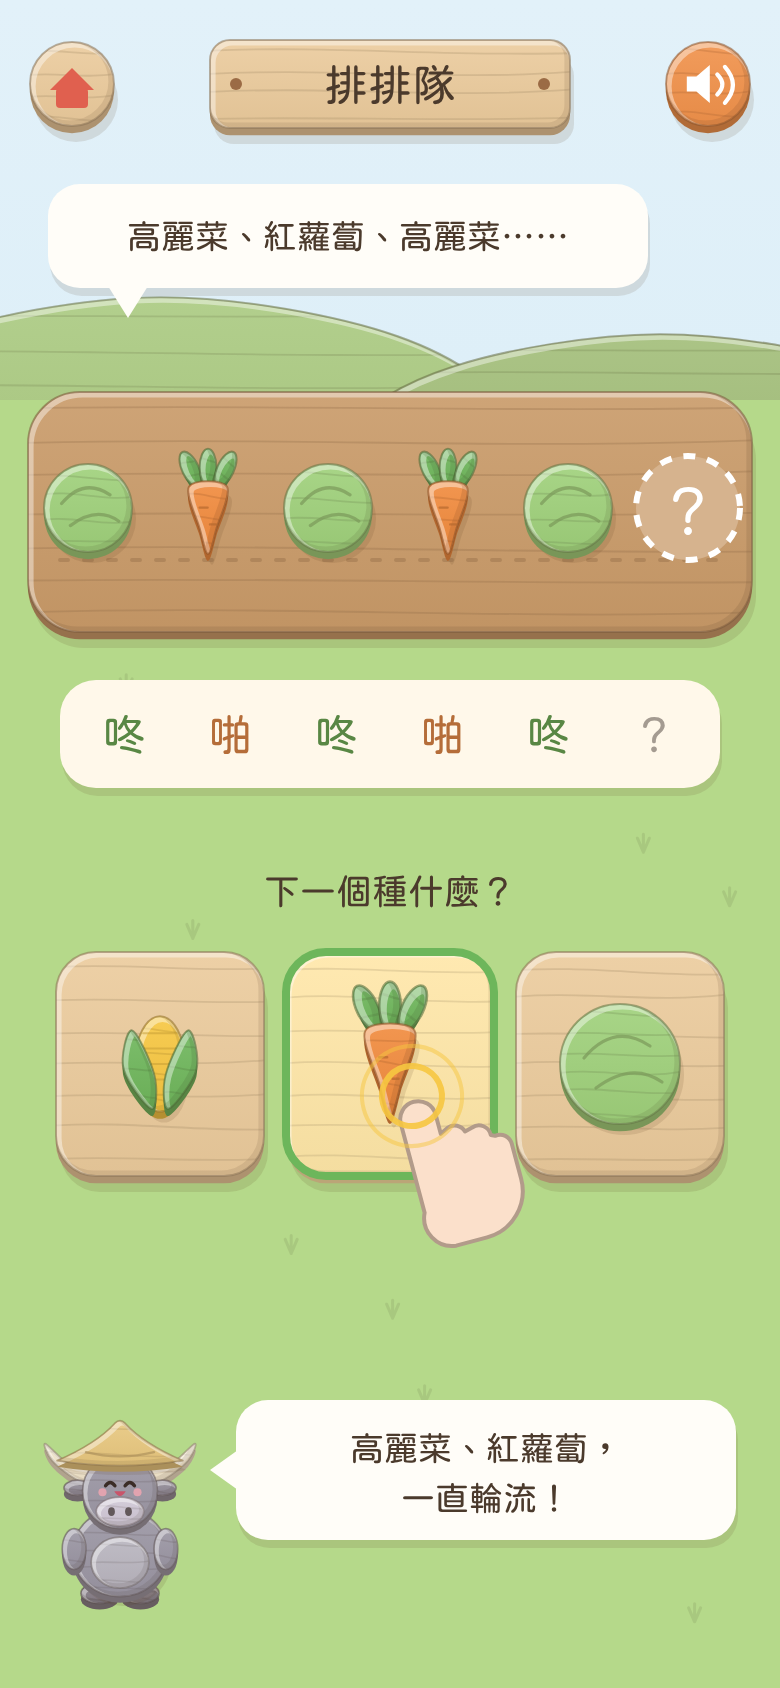 排排隊
高麗菜、紅蘿蔔、高麗菜……
?
咚 啪 咚 啪 咚 ?
下一個種什麼？
高麗菜、紅蘿蔔，
一直輪流！